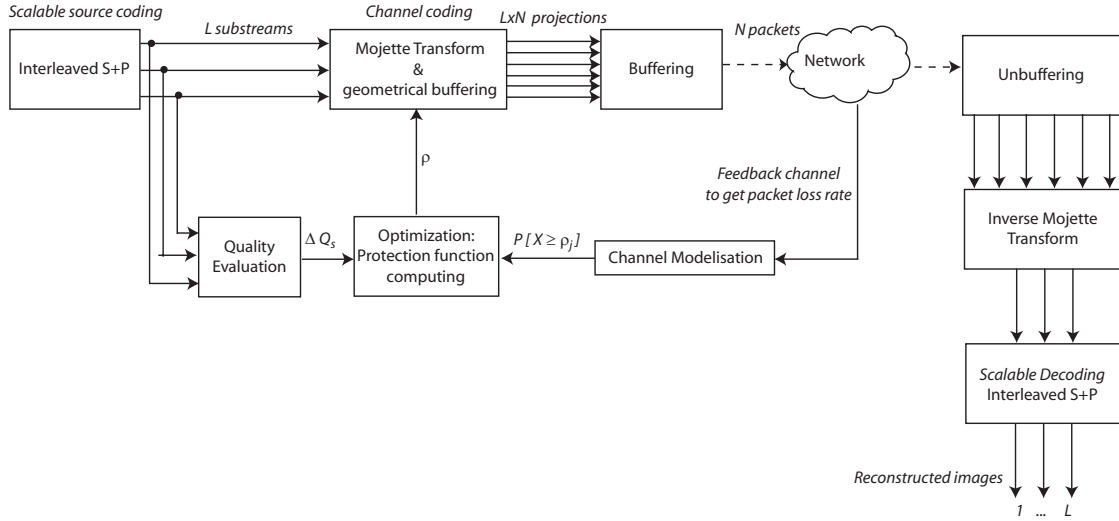 Scalable source coding
Channel coding
LxN projections
L substreams
N packets
Interleaved S+P
Mojette Transform
&
geometrical buffering
Buffering
Network
Unbuffering
ρ
Feedback channel
to get packet loss rate
Quality
Evaluation
Δ Qs
Optimization:
Protection function
computing
P [ X ≥ ρj ]
Channel Modelisation
Inverse Mojette
Transform
Scalable Decoding
Interleaved S+P
Reconstructed images
1 ... L